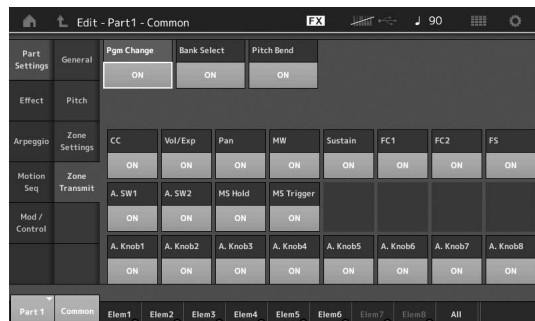 Edit - Part1 - Common FX 90
Part Settings
General
Effect
Pitch
Arpeggio
Zone Settings
Motion Seq
Zone Transmit
Mod / Control
Pgm Change Bank Select Pitch Bend
ON ON ON
CC Vol/Exp Pan MW Sustain FC1 FC2 FS
ON ON ON ON ON ON ON ON
A. SW1 A. SW2 MS Hold MS Trigger
ON ON ON ON
A. Knob1 A. Knob2 A. Knob3 A. Knob4 A. Knob5 A. Knob6 A. Knob7 A. Knob8
ON ON ON ON ON ON ON ON
Part 1 Common Elem1 Elem2 Elem3 Elem4 Elem5 Elem6 Elem7 Elem8 All